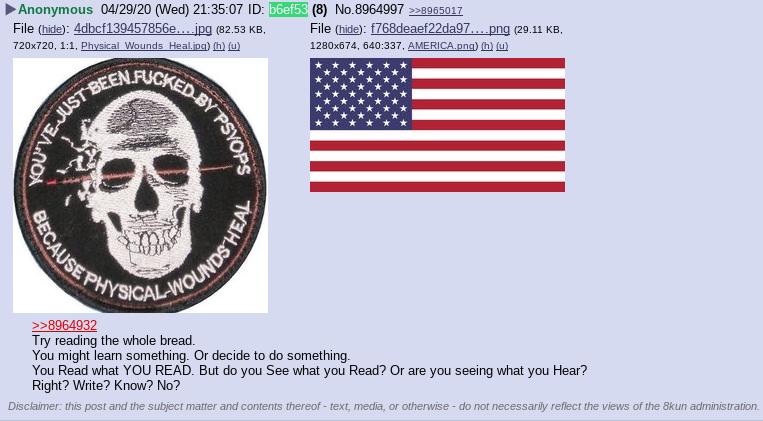 Anonymous 04/29/20 (Wed) 21:35:07 ID: b6ef53 (8) No.8964997 >>8965017
File (hide): 4dbcf139457856e….jpg (82.53 KB, 720x720, 1:1, Physical_Wounds_Heal.jpg) (h) (u)
File (hide): f768deaef22da97….png (29.11 KB, 1280x674, 640:337, AMERICA.png) (h) (u)
YOU'VE JUST BEEN FUCKED BY PSYOPS
BECAUSE PHYSICAL WOUNDS HEAL
>>8964932
Try reading the whole bread.
You might learn something. Or decide to do something.
You Read what YOU READ. But do you See what you Read? Or are you seeing what you Hear?
Right? Write? Know? No?
Disclaimer: this post and the subject matter and contents thereof - text, media, or otherwise - do not necessarily reflect the views of the 8kun administration.